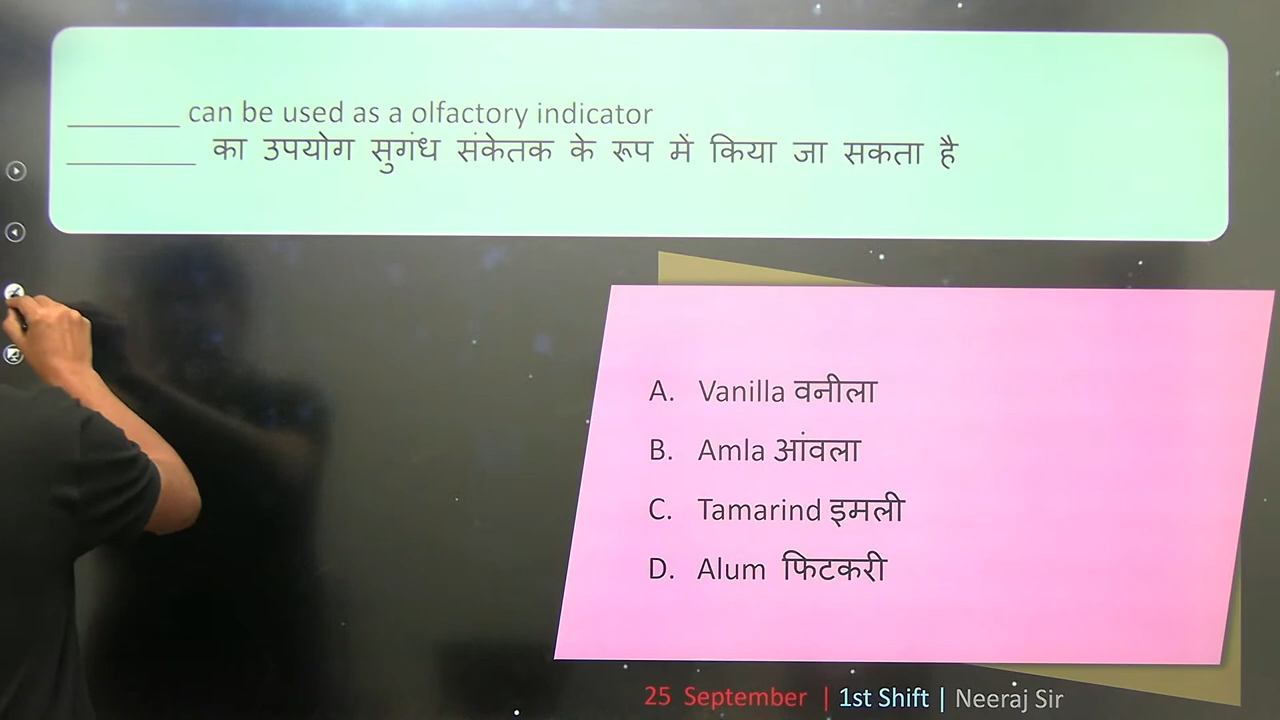 ________ can be used as a olfactory indicator
_________ का उपयोग सुगंध संकेतक के रूप में किया जा सकता है
A. Vanilla वनीला
B. Amla आंवला
C. Tamarind इमली
D. Alum फिटकरी
25 September | 1st Shift | Neeraj Sir